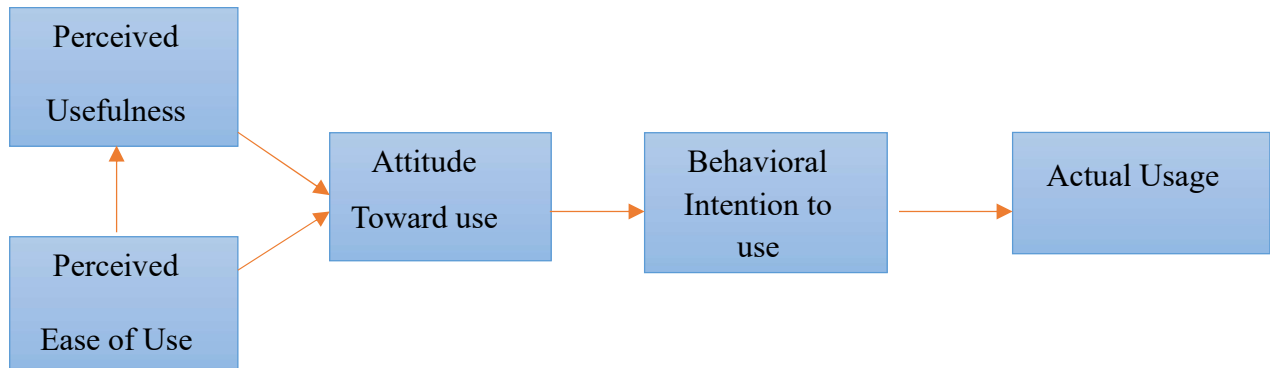 Perceived
Usefulness
Perceived
Ease of Use
Attitude
Toward use
Behavioral
Intention to
use
Actual Usage